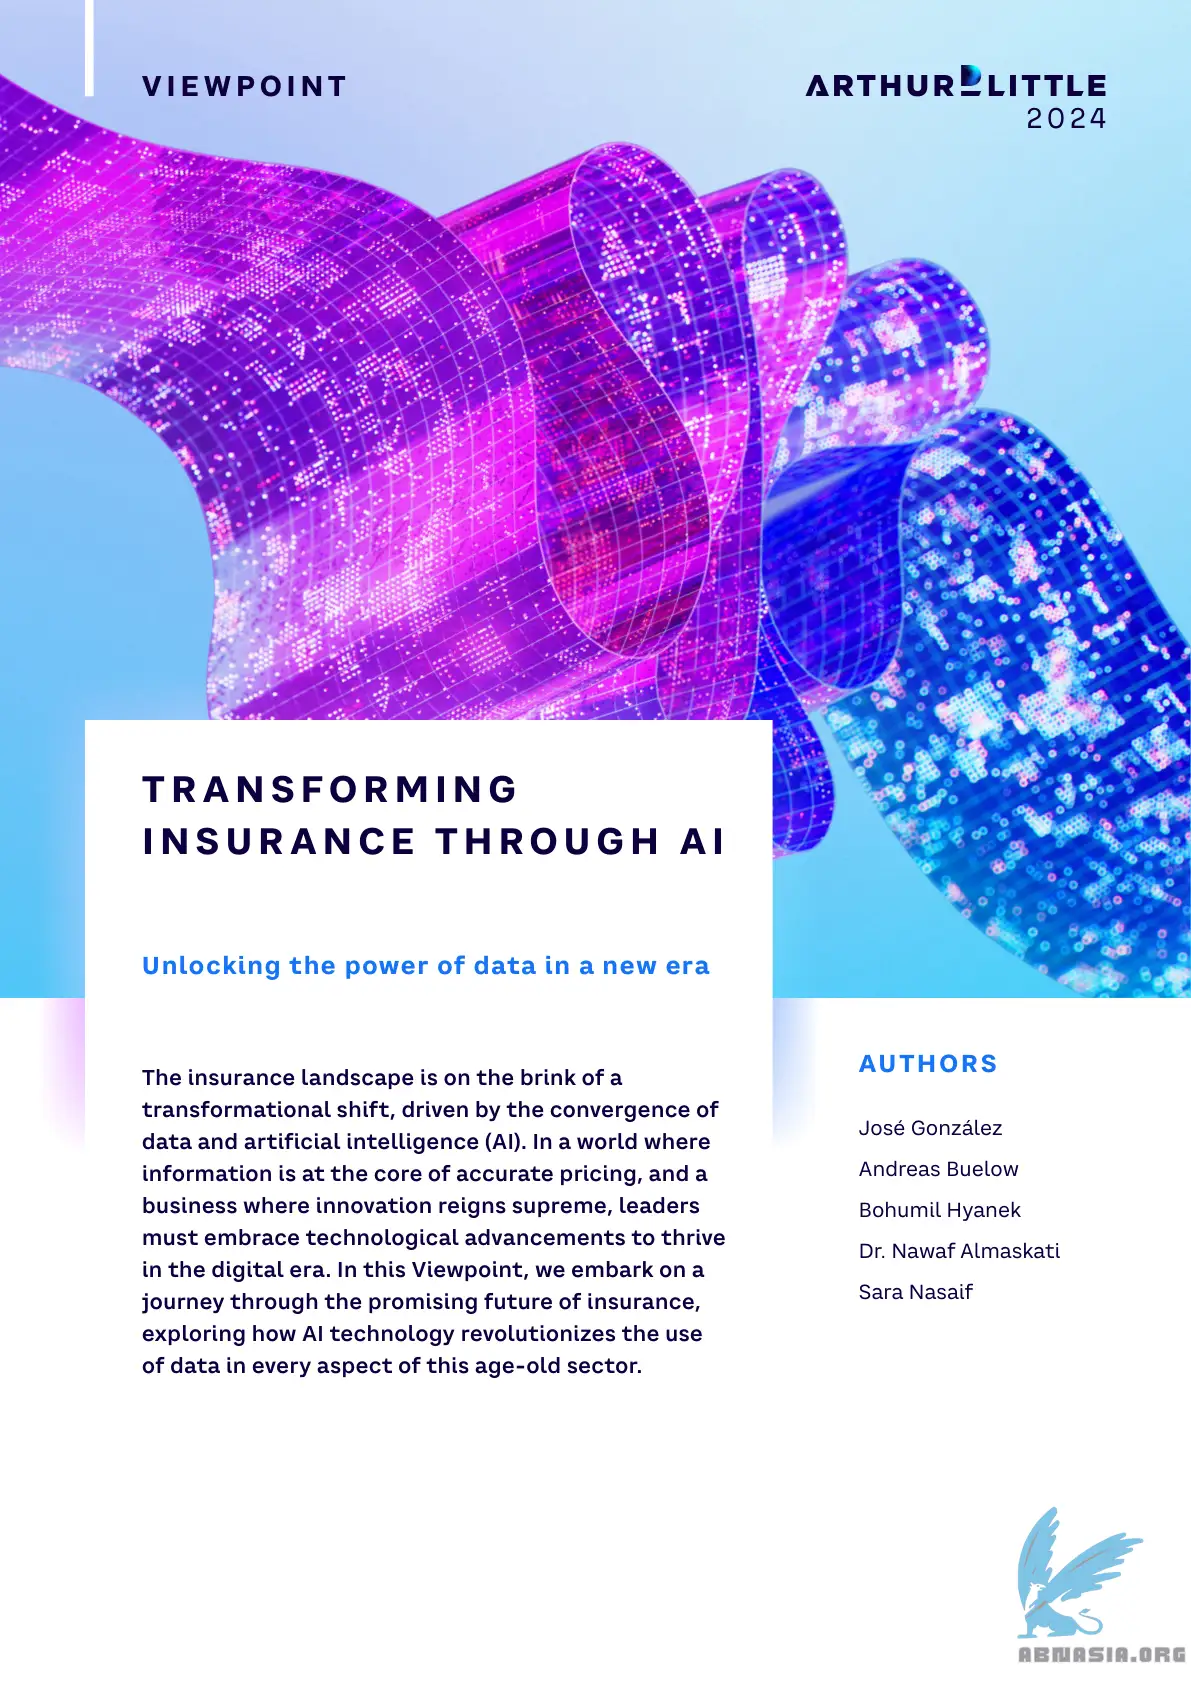 VIEWPOINT
ARTHUR D LITTLE
2024
TRANSFORMING
INSURANCE THROUGH AI
Unlocking the power of data in a new era
The insurance landscape is on the brink of a
transformational shift, driven by the convergence of
data and artificial intelligence (AI). In a world where
information is at the core of accurate pricing, and a
business where innovation reigns supreme, leaders
must embrace technological advancements to thrive
in the digital era. In this Viewpoint, we embark on a
journey through the promising future of insurance,
exploring how AI technology revolutionizes the use
of data in every aspect of this age-old sector.
AUTHORS
José González
Andreas Buelow
Bohumil Hyanek
Dr. Nawaf Almaskati
Sara Nasaif
ABNASIA.ORG